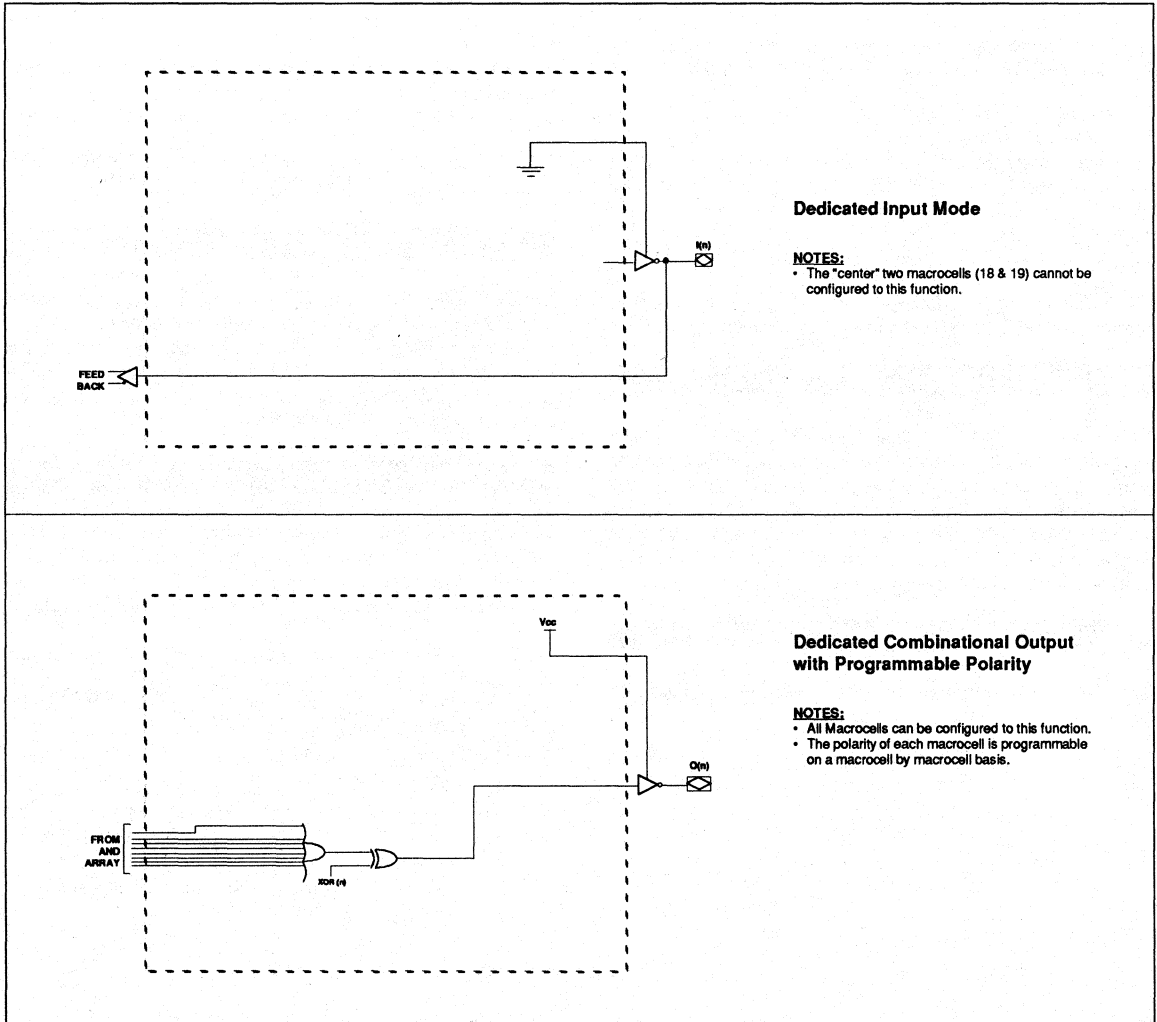 Dedicated Input Mode
NOTES:
• The "center" two macrocells (18 & 19) cannot be
configured to this function.
I(n)
FEED
BACK
Vcc
Dedicated Combinational Output
with Programmable Polarity
NOTES:
• All Macrocells can be configured to this function.
• The polarity of each macrocell is programmable
on a macrocell by macrocell basis.
O(n)
FROM
AND
ARRAY
XOR (n)